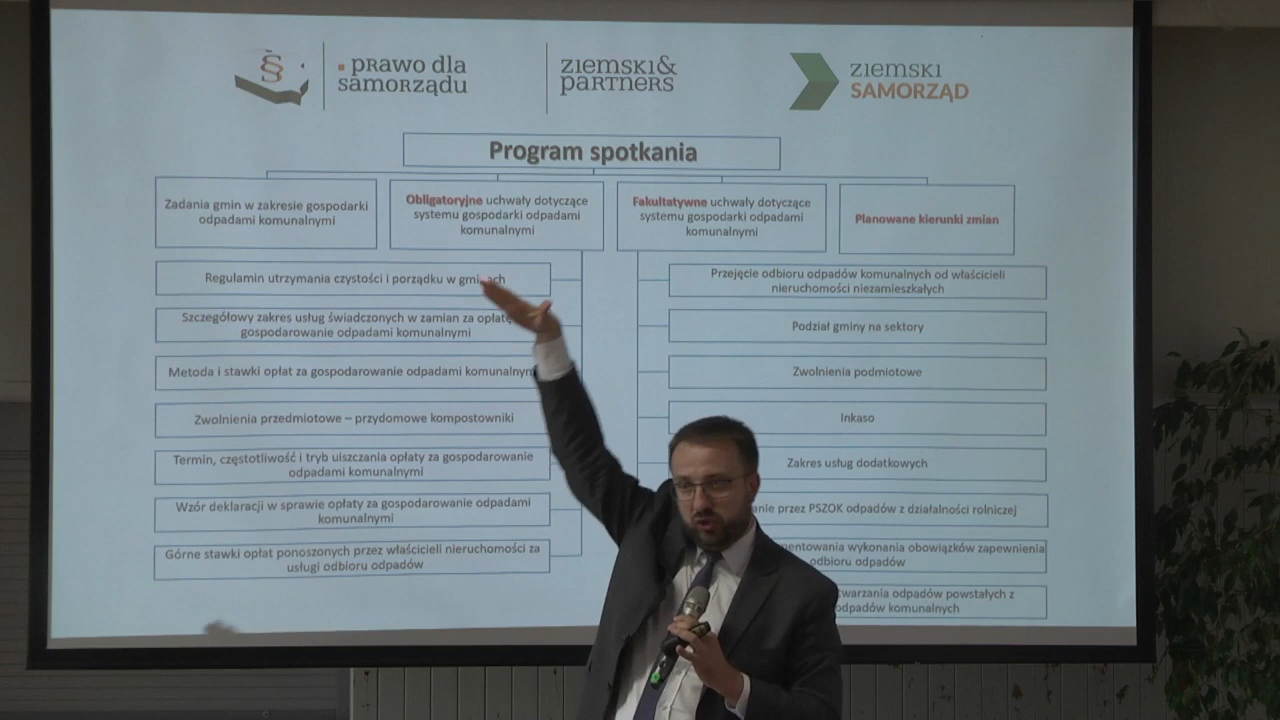 §
prawo dla
samorządu
ziemski&
partners
ziemski
SAMORZĄD
Program spotkania
Zadania gmin w zakresie gospodarki
odpadami komunalnymi
Obligatoryjne uchwały dotyczące
systemu gospodarki odpadami
komunalnymi
Fakultatywne uchwały dotyczące
systemu gospodarki odpadami
komunalnymi
Planowane kierunki zmian
Regulamin utrzymania czystości i porządku w
Szczegółowy zakres usług świadczonych w zamian za
gospodarowanie odpadami komunalnymi
Metoda i stawki opłat za gospodarowanie odpadami
Zwolnienia przedmiotowe – przydomowe kompostowniki
Termin, częstotliwość i tryb uiszczania opłaty za gospodarowanie
odpadami komunalnymi
Wzór deklaracji w sprawie opłaty za gospodarowanie odpadami
komunalnymi
Górne stawki opłat ponoszonych przez właścicieli nieruchomości za
usługi odbioru odpadów
Przejęcie odbioru odpadów komunalnych od właścicieli
nieruchomości niezamieszkałych
Podział gminy na sektory
Zwolnienia podmiotowe
Inkaso
Zakres usług dodatkowych
przez PSZOK odpadów z działalności rolniczej
wykonania obowiązków zapewnienia
odbioru odpadów
odpadów powstałych z
odpadów komunalnych